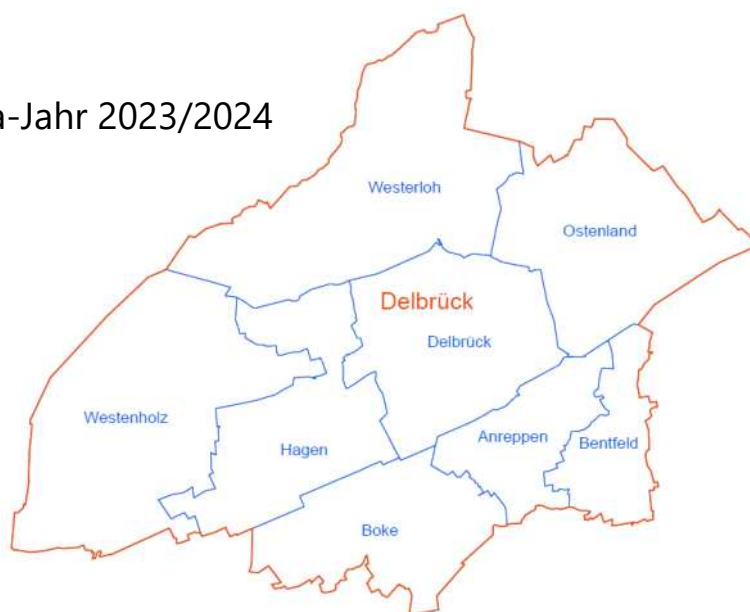 a-Jahr 2023/2024
Westerloh
Ostenland
Delbrück
Delbrück
Westenholz
Hagen
Anreppen
Bentfeld
Boke